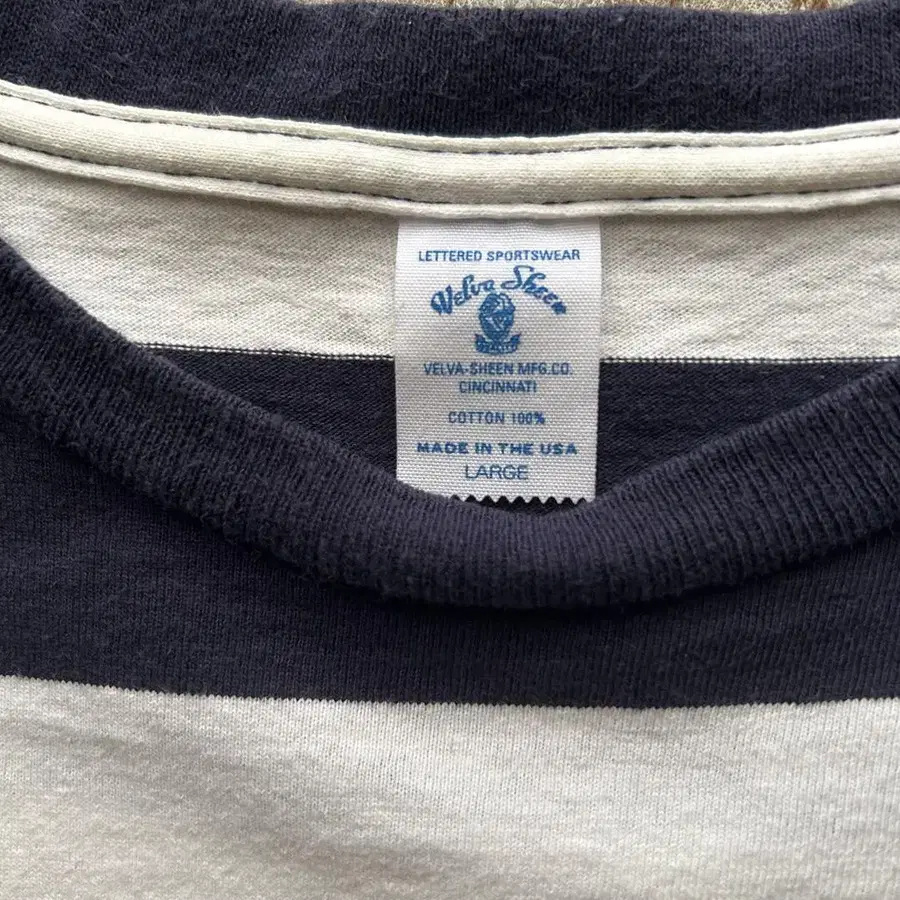 LETTERED SPORTSWEAR
Velva Sheen
VELVA-SHEEN MFG.CO.
CINCINNATI
COTTON 100%
MADE IN THE USA
LARGE